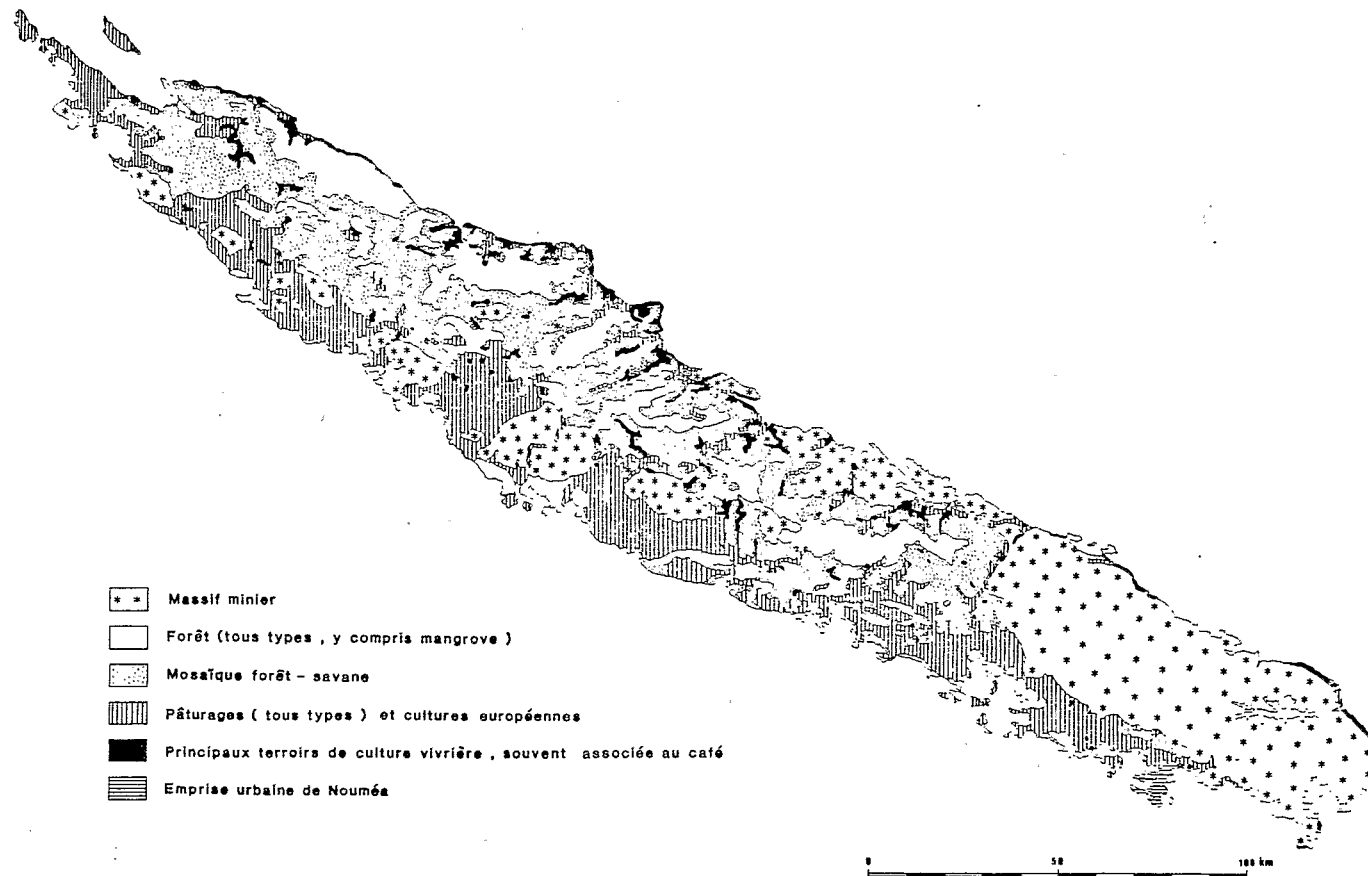 Massif minier
Forêt (tous types , y compris mangrove )
Mosaïque forêt - savane
Pâturages ( tous types ) et cultures européennes
Principaux terroirs de culture vivrière , souvent associée au café
Emprise urbaine de Nouméa
0 50 100 km